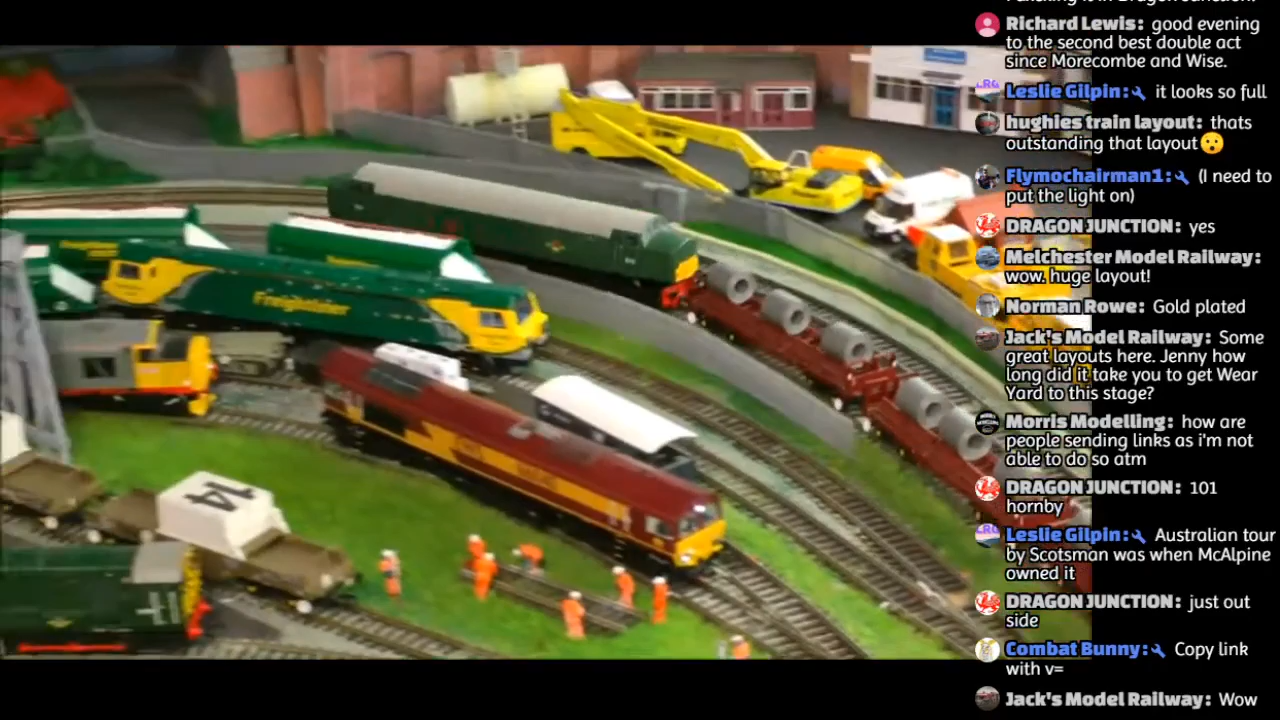 Richard Lewis: good evening
to the second best double act
since Morecombe and Wise.
Leslie Gilpin: it looks so full
hughies train layout: thats
outstanding that layout😮
Flymochairman1: (I need to
put the light on)
DRAGON JUNCTION: yes
Melchester Model Railway:
wow. huge layout!
Norman Rowe: Gold plated
Jack's Model Railway: Some
great layouts here. Jenny how
long did it take you to get Wear
Yard to this stage?
Morris Modelling: how are
people sending links as i'm not
able to do so atm
DRAGON JUNCTION: 101
hornby
Leslie Gilpin: Australian tour
by Scotsman was when McAlpine
owned it
DRAGON JUNCTION: just out
side
Combat Bunny: Copy link
with v=
Jack's Model Railway: Wow
Freightliner
14